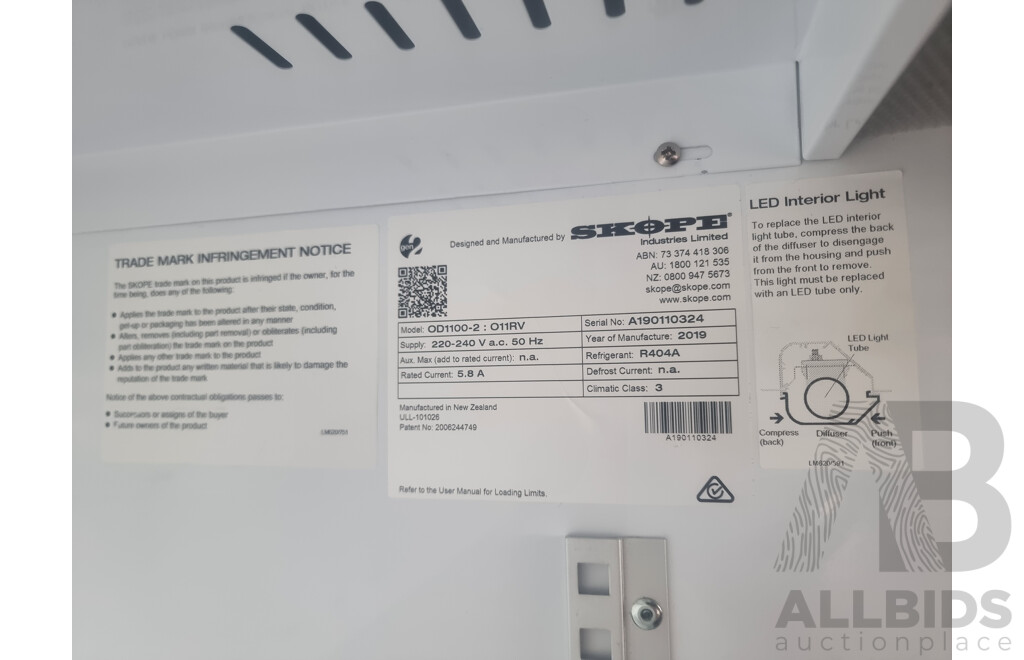 TRADE MARK INFRINGEMENT NOTICE
The SKOPE trade mark on this product is infringed if the owner, for the
time being, does any of the following:
● Applies the trade mark to the product after their state, condition,
get-up or packaging has been altered in any manner
● Alters, removes (including part removal) or obliterates (including
part obliteration) the trade mark on the product
● Applies any other trade mark to the product
● Adds to the product any written material that is likely to damage the
reputation of the trade mark
Notice of the above contractual obligations passes to:
● Successors or assigns of the buyer
● Future owners of the product
gen
Designed and Manufactured by SKOPE®
Industries Limited
ABN: 73 374 418 306
AU: 1800 121 535
NZ: 0800 947 5673
skope@skope.com
www.skope.com
Model: OD1100-2 : O11RV
Serial No: A190110324
Supply: 220-240 V a.c. 50 Hz
Year of Manufacture: 2019
Aux. Max (add to rated current): n.a.
Refrigerant: R404A
Rated Current: 5.8 A
Defrost Current: n.a.
Climatic Class: 3
Manufactured in New Zealand
ULL-101026
Patent No: 2006244749
A190110324
Refer to the User Manual for Loading Limits.
LED Interior Light
To replace the LED interior
light tube, compress the back
of the diffuser to disengage
it from the housing and push
from the front to remove.
This light must be replaced
with an LED tube only.
LED Light
Tube
Compress
(back)
Diffuser
Push
(front)
AB
ALLBIDS
auctionplace